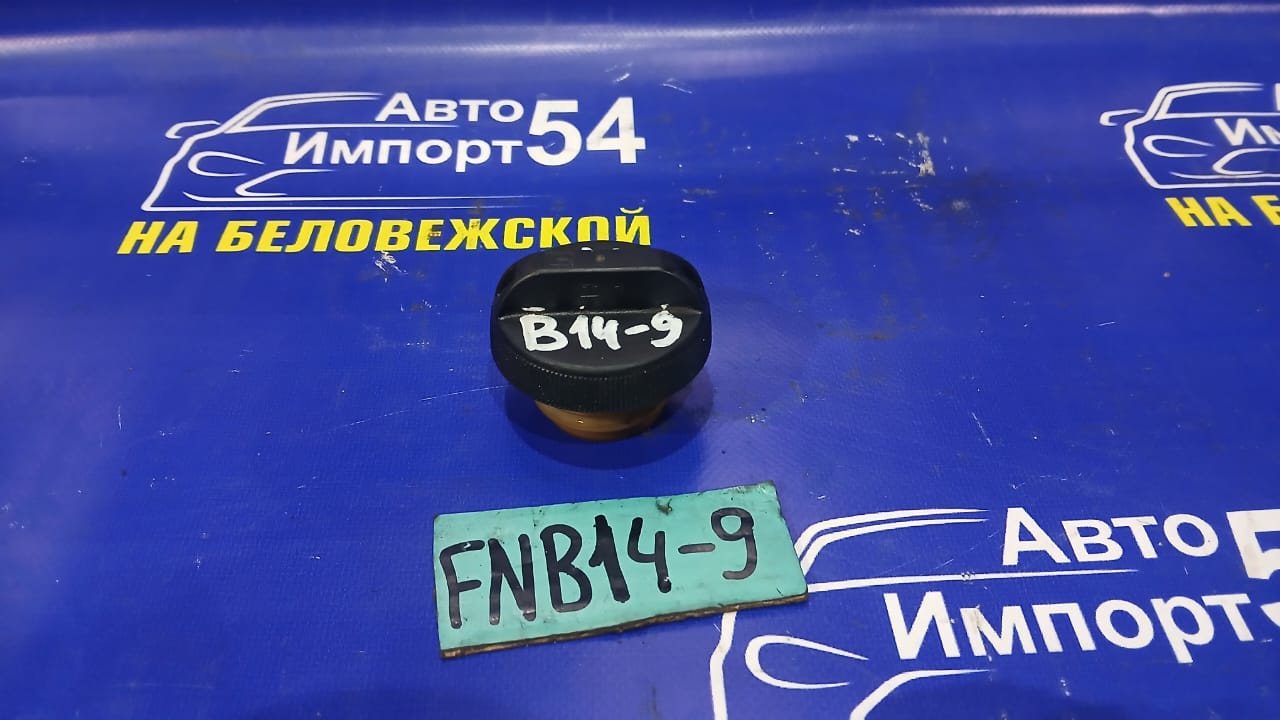 Авто
Импорт54
НА БЕЛОВЕЖСКОЙ
B14-9
FNB14-9
Авто
Импорт